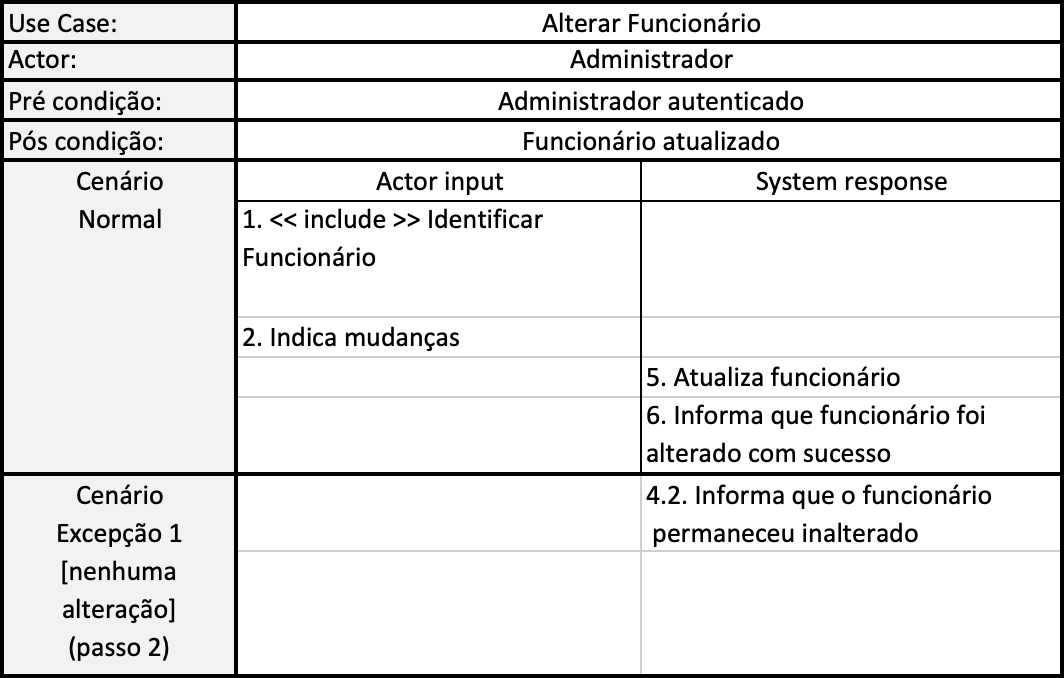 Use Case: Alterar Funcionário
Actor: Administrador
Pré condição: Administrador autenticado
Pós condição: Funcionário atualizado
Cenário
Normal
Actor input
System response
1. << include >> Identificar
Funcionário
2. Indica mudanças
5. Atualiza funcionário
6. Informa que funcionário foi
alterado com sucesso
Cenário
Excepção 1
[nenhuma
alteração]
(passo 2)
4.2. Informa que o funcionário
permaneceu inalterado